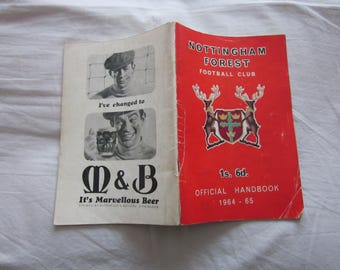 I've changed to
M & B
It's Marvellous Beer
NOTTINGHAM
FOREST
FOOTBALL CLUB
1s. 6d.
OFFICIAL HANDBOOK
1964 - 65